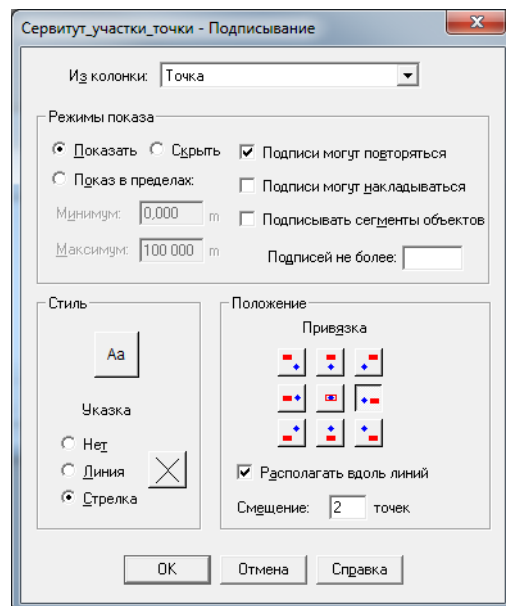 Сервитут_участки_точки - Подписывание
Из колонки: Точка
Режимы показа
Показать Скрыть Подписи могут повторяться
Показ в пределах: Подписи могут накладываться
Минимум: 0,000 m Подписывать сегменты объектов
Максимум: 100 000 m Подписей не более:
Стиль
Aa
Указка
Нет
Линия
Стрелка
Положение
Привязка
Располагать вдоль линий
Смещение: 2 точек
OK Отмена Справка